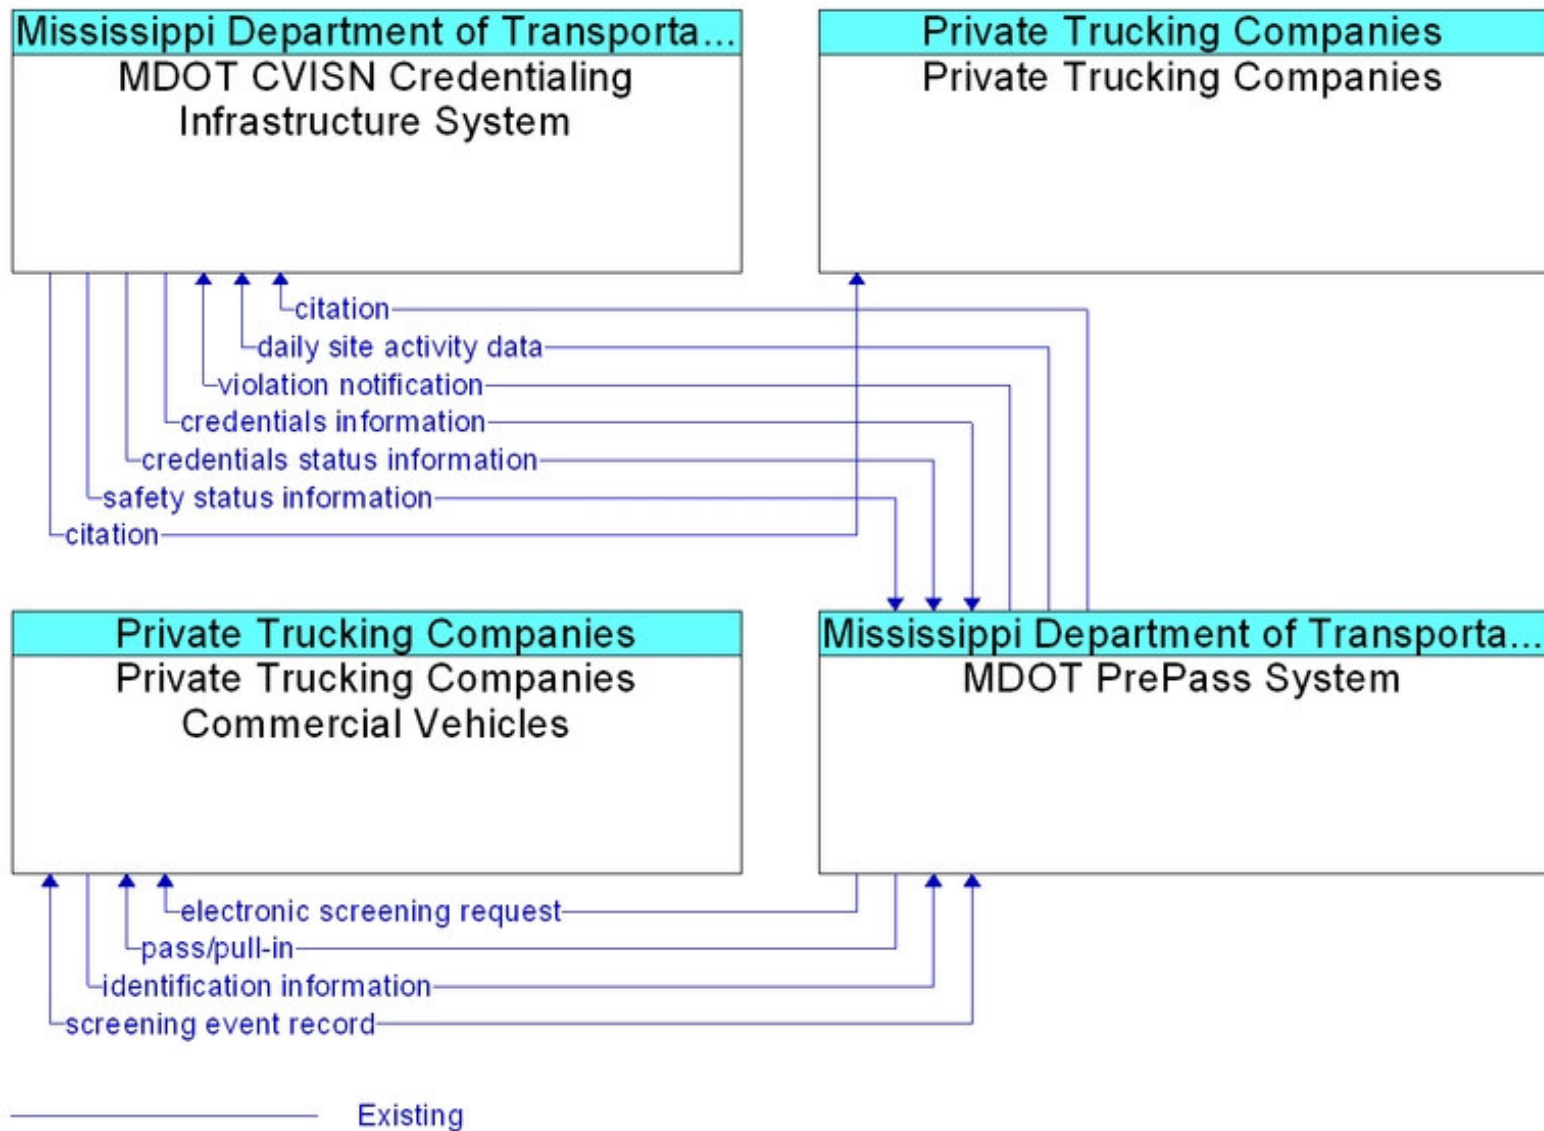 Mississippi Department of Transporta...
MDOT CVISN Credentialing
Infrastructure System
Private Trucking Companies
Private Trucking Companies
citation
daily site activity data
violation notification
credentials information
credentials status information
safety status information
citation
Private Trucking Companies
Private Trucking Companies
Commercial Vehicles
Mississippi Department of Transporta...
MDOT PrePass System
electronic screening request
pass/pull-in
identification information
screening event record
Existing